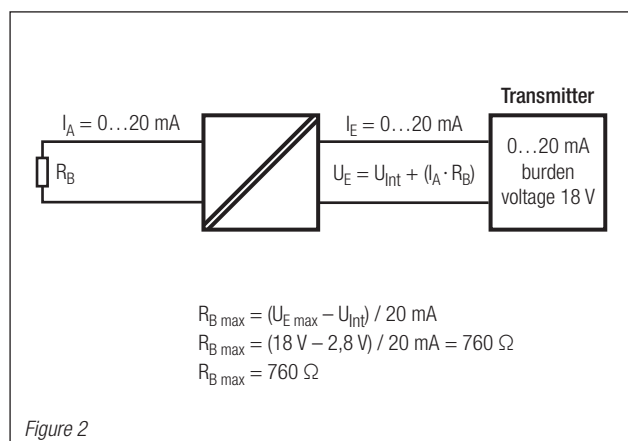 Transmitter
I_A = 0…20 mA
I_E = 0…20 mA
0…20 mA
burden
voltage 18 V
R_B
U_E = U_Int + (I_A · R_B)
R_B max = (U_E max – U_Int) / 20 mA
R_B max = (18 V – 2,8 V) / 20 mA = 760 Ω
R_B max = 760 Ω
Figure 2